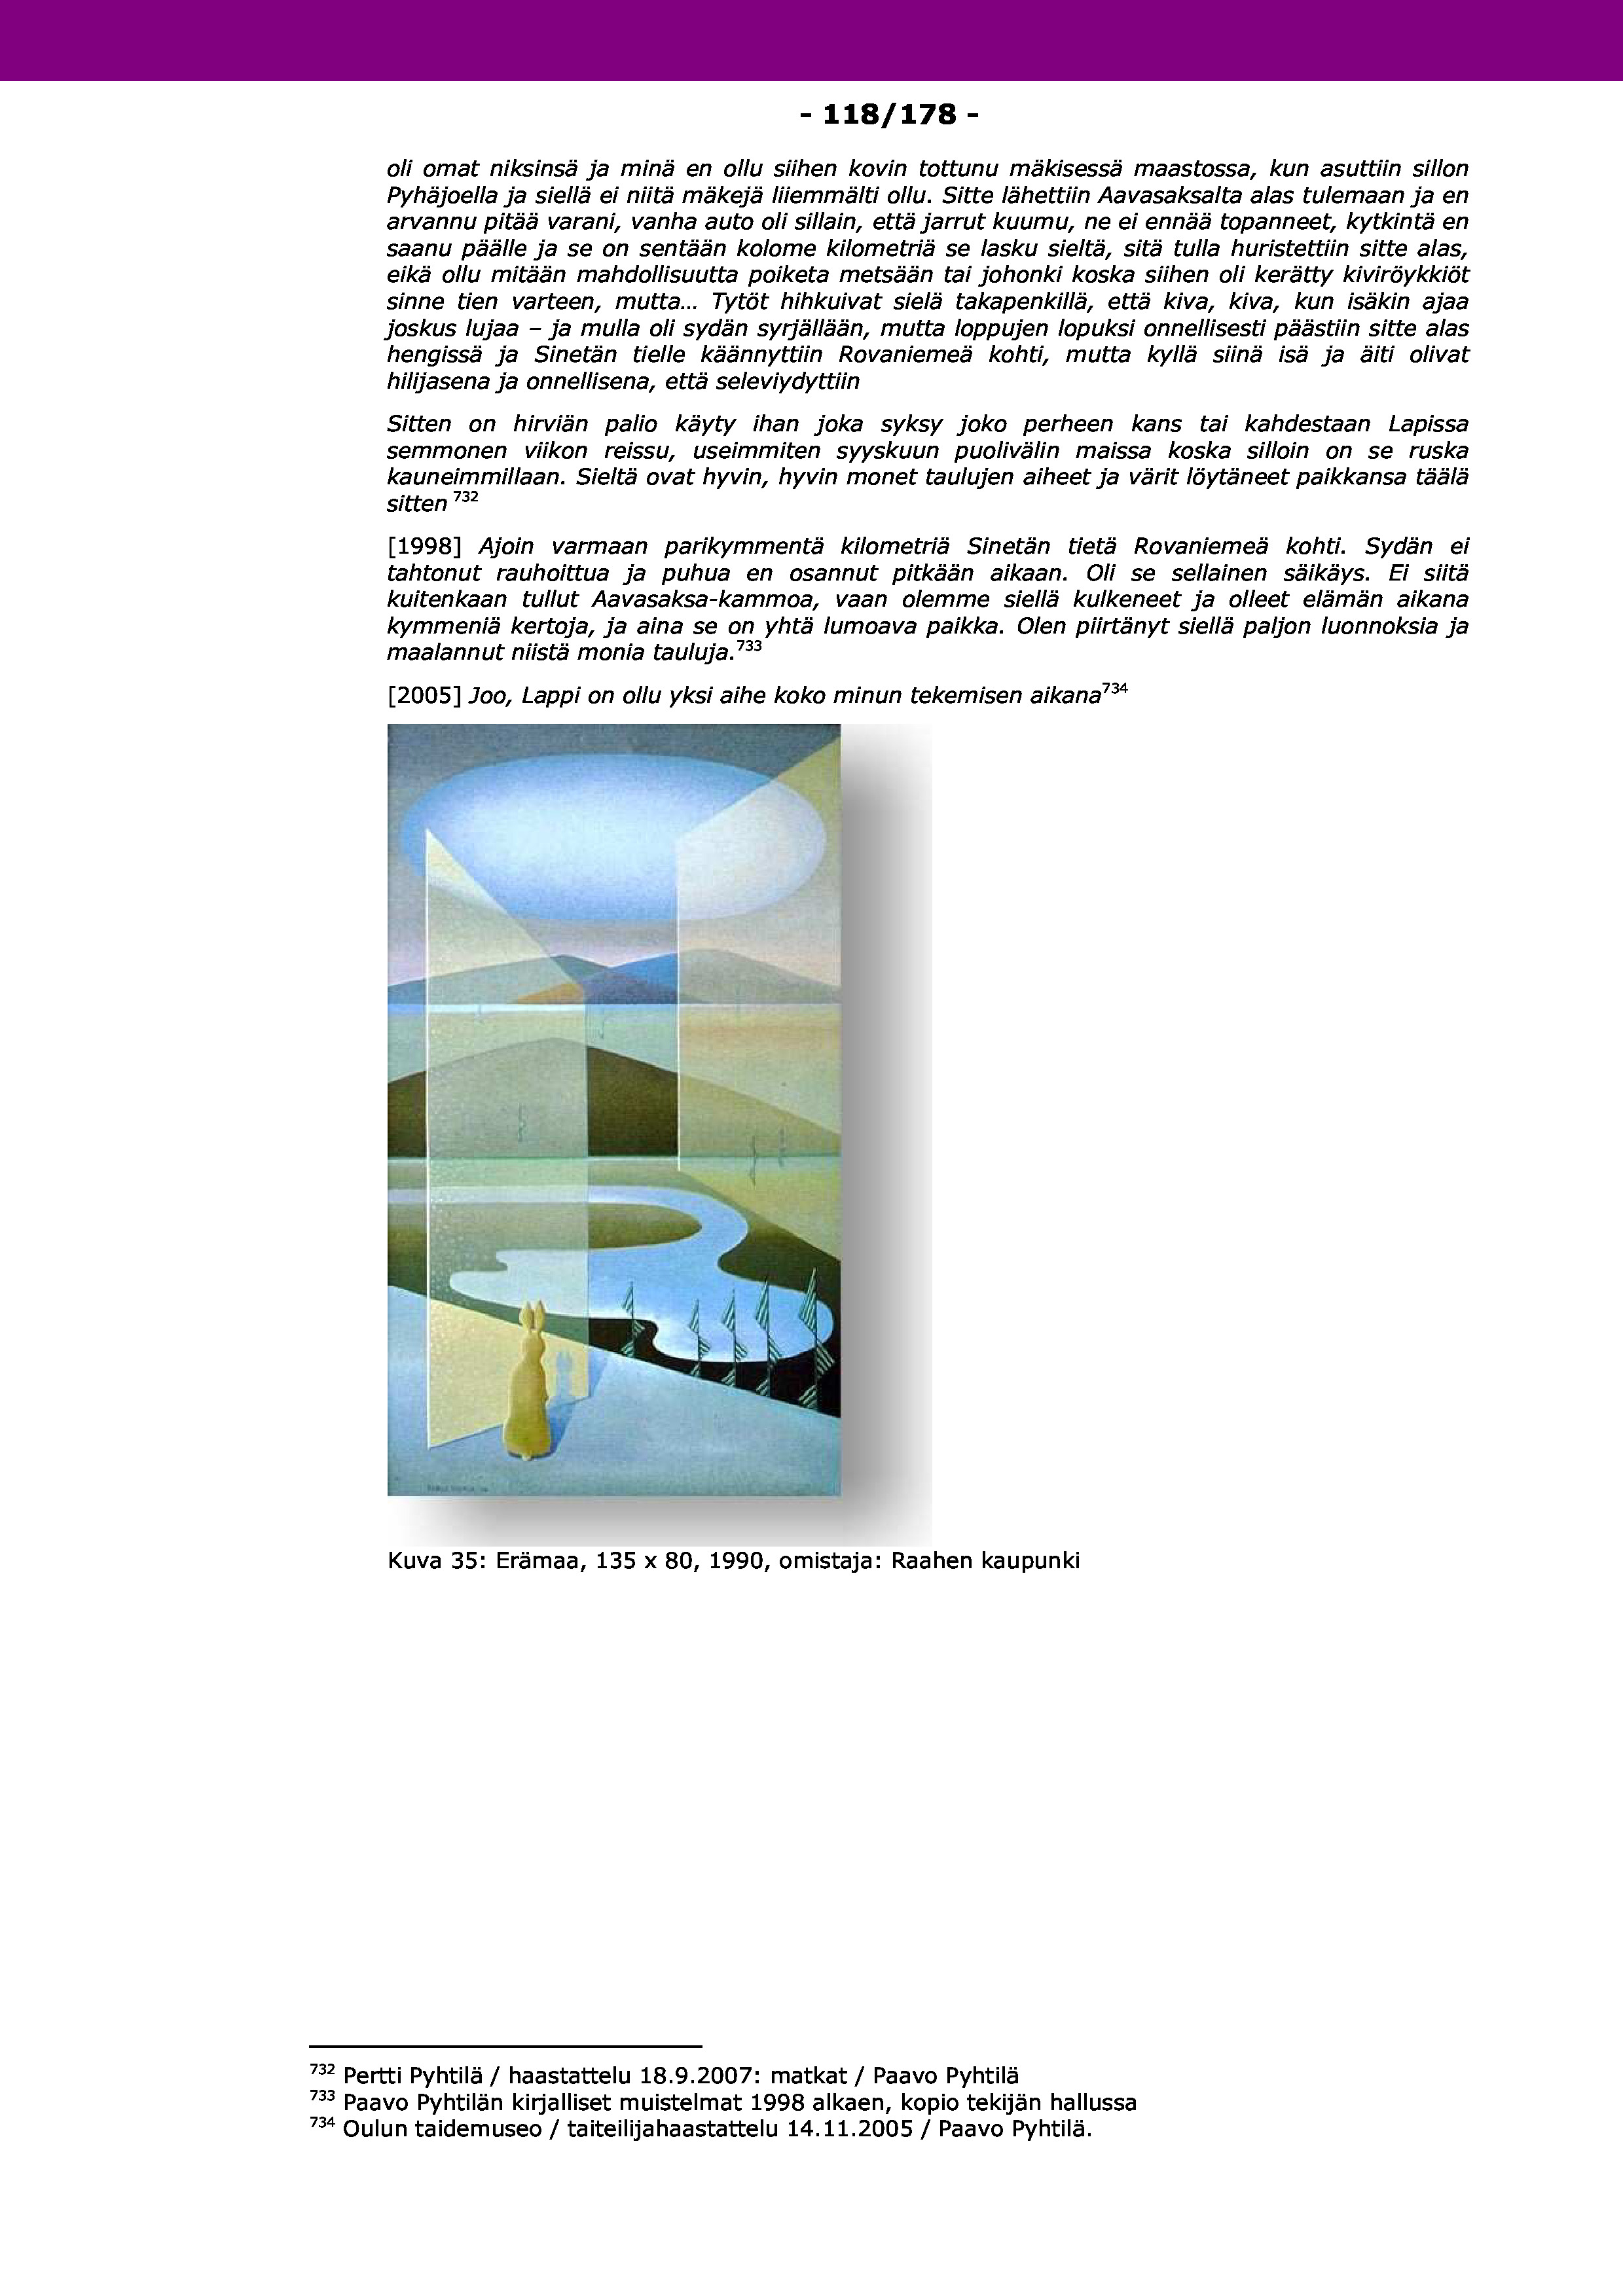 - 118/178 -
oli omat niksinsä ja minä en ollu siihen kovin tottunu mäkisessä maastossa, kun asuttiin sillon
Pyhäjoella ja siellä ei niitä mäkejä liiemmälti ollu. Sitte lähettiin Aavasaksalta alas tulemaan ja en
arvannu pitää varani, vanha auto oli sillain, että jarrut kuumu, ne ei ennää topanneet, kytkintä en
saanu päälle ja se on sentään kolome kilometriä se lasku sieltä, sitä tulla huristettiin sitte alas,
eikä ollu mitään mahdollisuutta poiketa metsään tai johonki koska siihen oli kerätty kiviröykkiöt
sinne tien varteen, mutta… Tytöt hihkuivat sielä takapenkillä, että kiva, kiva, kun isäkin ajaa
joskus lujaa – ja mulla oli sydän syrjällään, mutta loppujen lopuksi onnellisesti päästiin sitte alas
hengissä ja Sinetän tielle käännyttiin Rovaniemeä kohti, mutta kyllä siinä isä ja äiti olivat
hilijasena ja onnellisena, että seleviydyttiin
Sitten on hirviän palio käyty ihan joka syksy joko perheen kans tai kahdestaan Lapissa
semmonen viikon reissu, useimmiten syyskuun puolivälin maissa koska silloin on se ruska
kauneimmillaan. Sieltä ovat hyvin, hyvin monet taulujen aiheet ja värit löytäneet paikkansa täälä
sitten 732
[1998] Ajoin varmaan parikymmentä kilometriä Sinetän tietä Rovaniemeä kohti. Sydän ei
tahtonut rauhoittua ja puhua en osannut pitkään aikaan. Oli se sellainen säikäys. Ei siitä
kuitenkaan tullut Aavasaksa-kammoa, vaan olemme siellä kulkeneet ja olleet elämän aikana
kymmeniä kertoja, ja aina se on yhtä lumoava paikka. Olen piirtänyt siellä paljon luonnoksia ja
maalannut niistä monia tauluja.733
[2005] Joo, Lappi on ollu yksi aihe koko minun tekemisen aikana734
Kuva 35: Erämaa, 135 x 80, 1990, omistaja: Raahen kaupunki
732 Pertti Pyhtilä / haastattelu 18.9.2007: matkat / Paavo Pyhtilä
733 Paavo Pyhtilän kirjalliset muistelmat 1998 alkaen, kopio tekijän hallussa
734 Oulun taidemuseo / taiteilijahaastattelu 14.11.2005 / Paavo Pyhtilä.